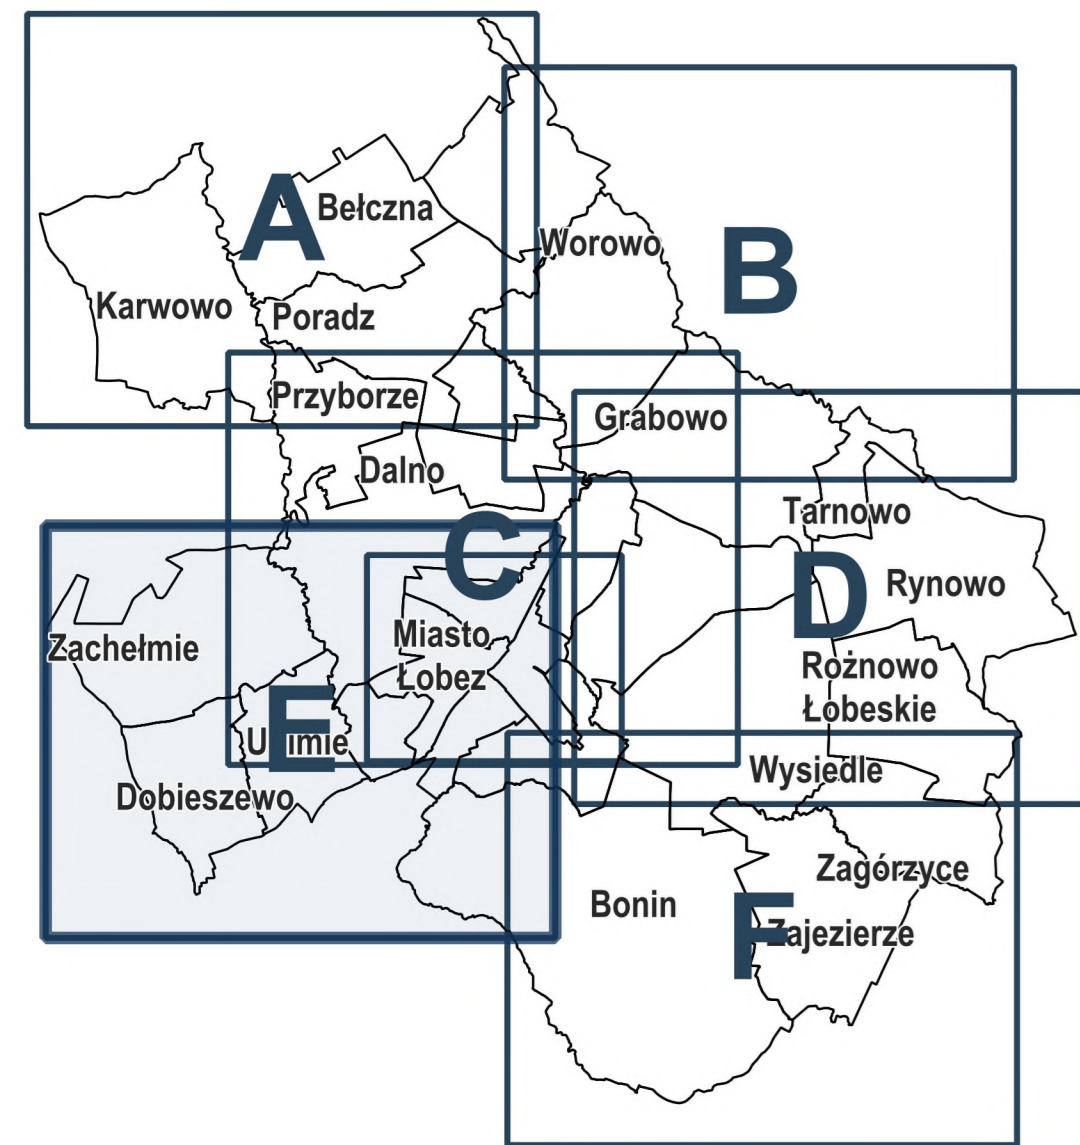 A
Bełczna
Worowo
B
Karwowo
Poradz
Przyborze
Grabowo
Dalno
Tarnowo
C
D
Rynowo
Zachełmie
Miasto
Łobez
Rożnowo
Łobeskie
E
Unimie
Wysiedle
Dobieszewo
Zagórzyce
Bonin
F
Zajezierze